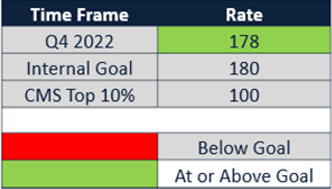 Time Frame Rate
Q4 2022 178
Internal Goal 180
CMS Top 10% 100
Below Goal
At or Above Goal